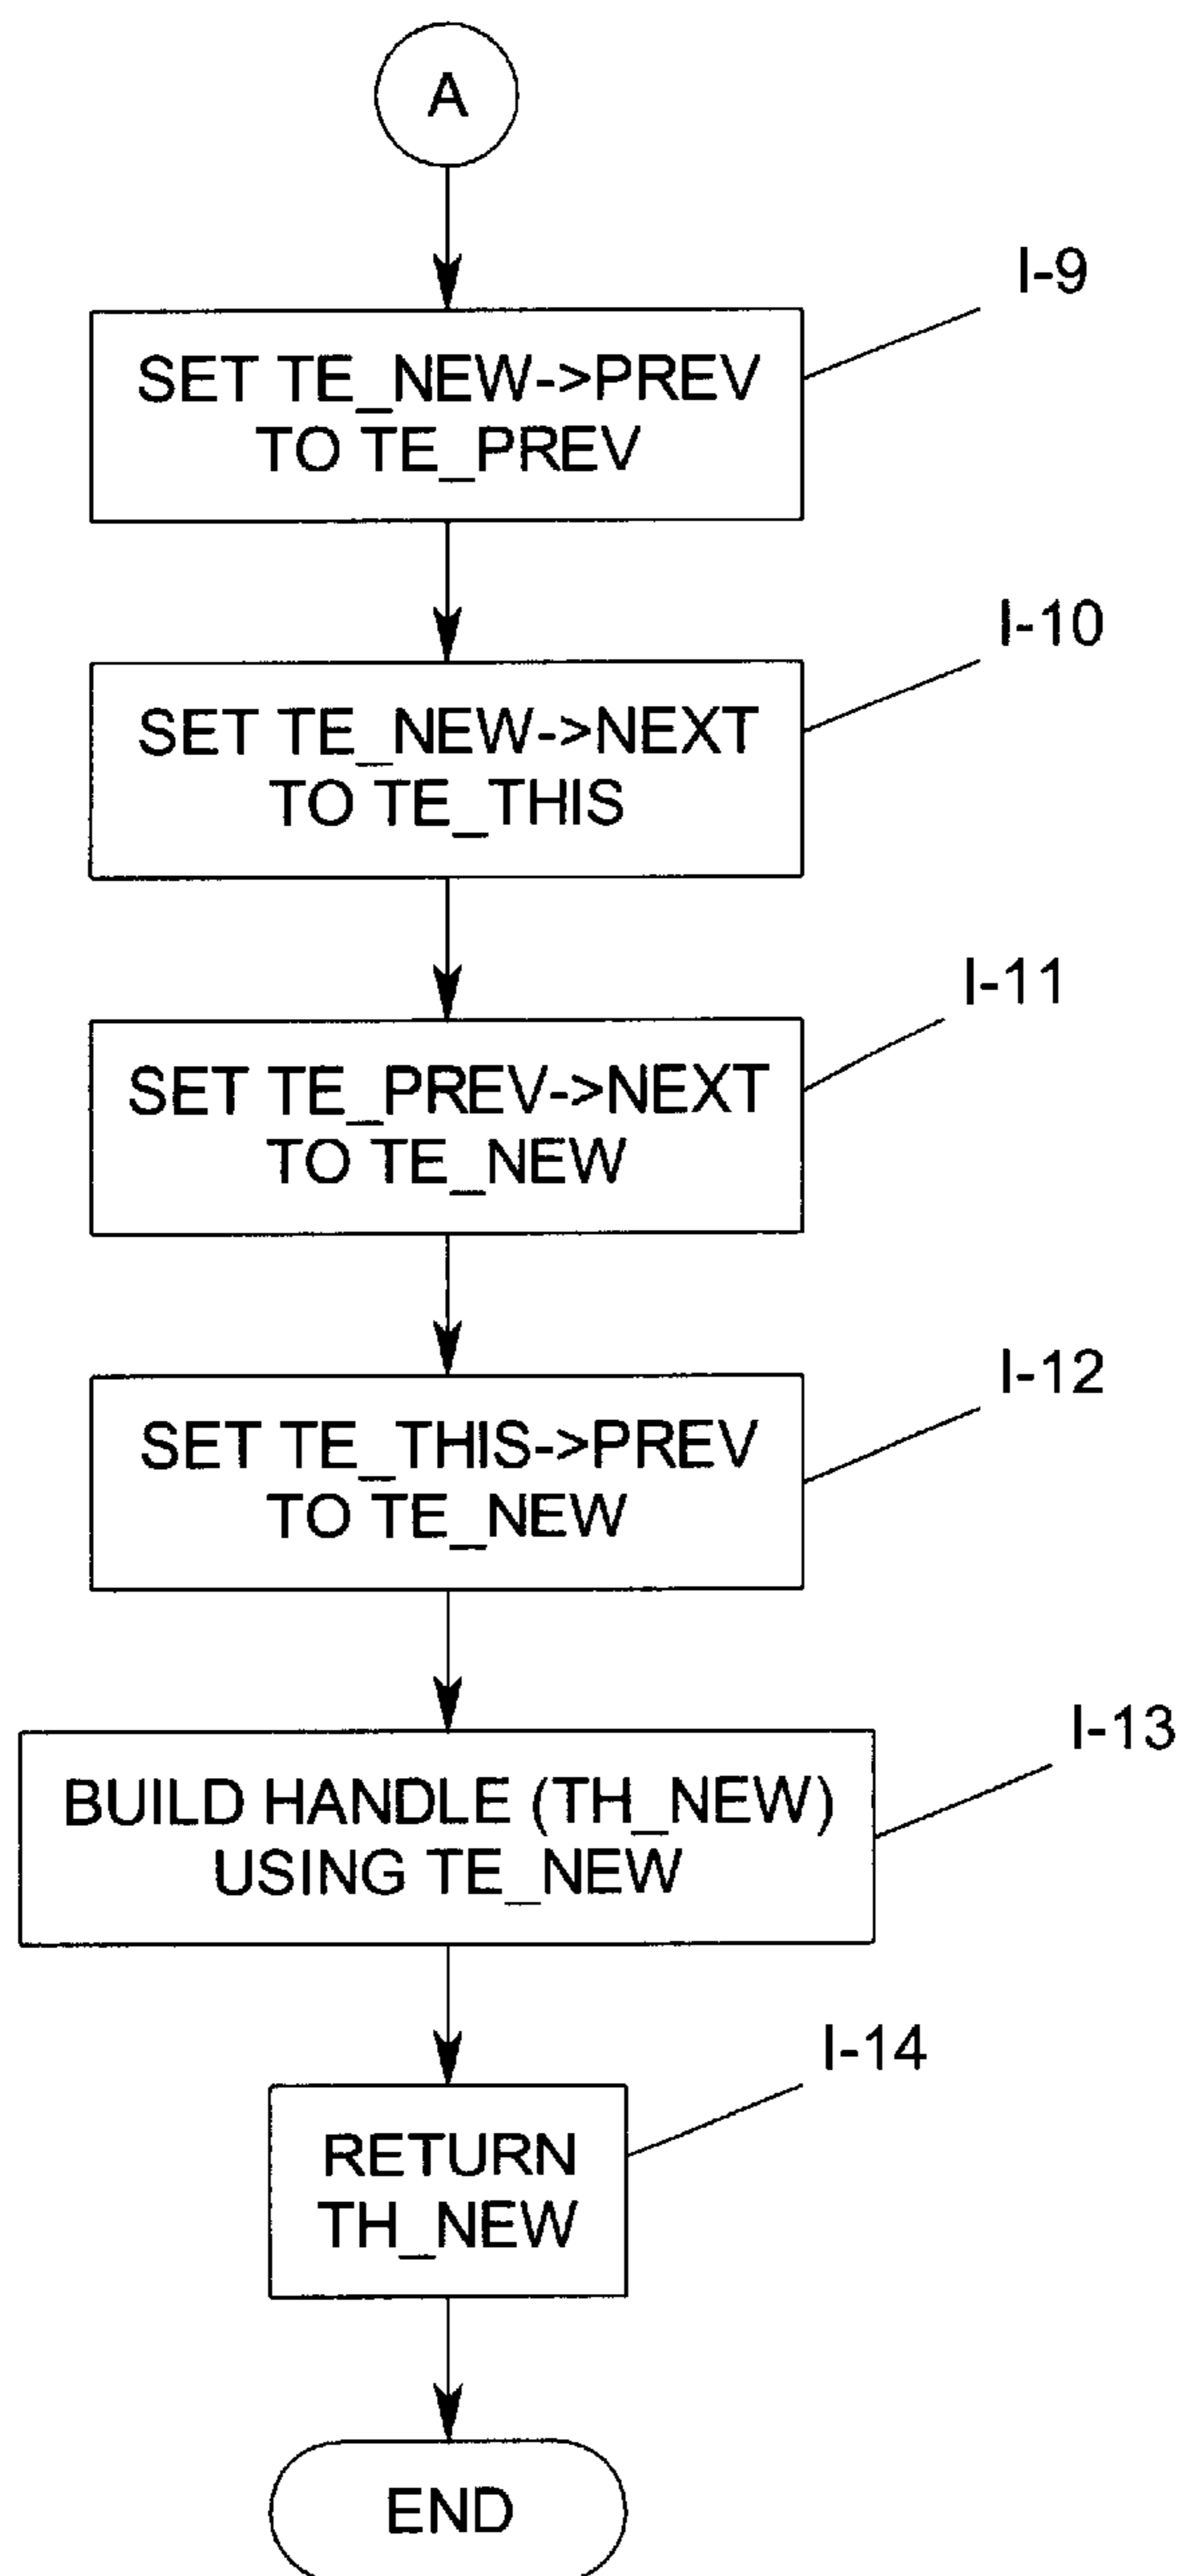 A
I-9
SET TE_NEW->PREV
TO TE_PREV
I-10
SET TE_NEW->NEXT
TO TE_THIS
I-11
SET TE_PREV->NEXT
TO TE_NEW
I-12
SET TE_THIS->PREV
TO TE_NEW
I-13
BUILD HANDLE (TH_NEW)
USING TE_NEW
I-14
RETURN
TH_NEW
END